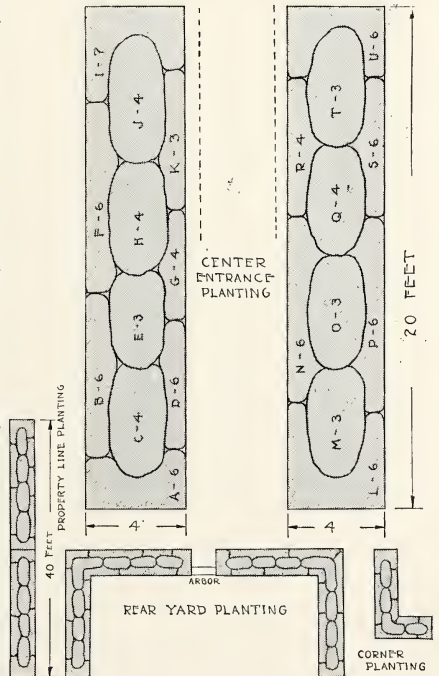 I-7
J-4
K-3
F-6
H-4
G-4
E-3
B-6
C-4
D-6
A-6
4'
CENTER
ENTRANCE
PLANTING
U-6
T-3
R-4
S-6
Q-4
O-3
N-6
P-6
M-3
L-6
4
20 FEET
40 FEET
PROPERTY LINE PLANTING
ARBOR
REAR YARD PLANTING
CORNER
PLANTING